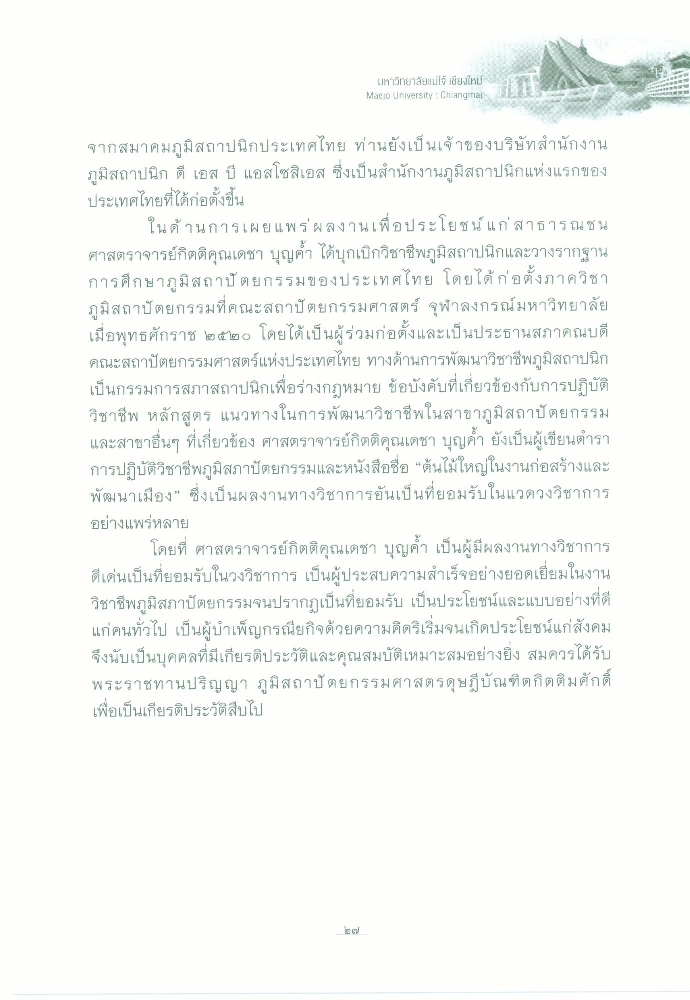 มหาวิทยาลัยแม่โจ้ เชียงใหม่
Maejo University : Chiangmai
จากสมาคมภูมิสถาปนิกประเทศไทย ท่านยังเป็นเจ้าของบริษัทสำนักงาน
ภูมิสถาปนิก ดี เอส บี แอสโซสิเอส ซึ่งเป็นสำนักงานภูมิสถาปนิกแห่งแรกของ
ประเทศไทยที่ได้ก่อตั้งขึ้น
ในด้านการเผยแพร่ผลงานเพื่อประโยชน์แก่สาธารณชน
ศาสตราจารย์กิตติคุณเดชา บุญค้ำ ได้บุกเบิกวิชาชีพภูมิสถาปนิกและวางรากฐาน
การศึกษาภูมิสถาปัตยกรรมของประเทศไทย โดยได้ก่อตั้งภาควิชา
ภูมิสถาปัตยกรรมที่คณะสถาปัตยกรรมศาสตร์ จุฬาลงกรณ์มหาวิทยาลัย
เมื่อพุทธศักราช ๒๕๒๐ โดยได้เป็นผู้ร่วมก่อตั้งและเป็นประธานสภาคณบดี
คณะสถาปัตยกรรมศาสตร์แห่งประเทศไทย ทางด้านการพัฒนาวิชาชีพภูมิสถาปนิก
เป็นกรรมการสภาสถาปนิกเพื่อร่างกฎหมาย ข้อบังคับที่เกี่ยวข้องกับการปฏิบัติ
วิชาชีพ หลักสูตร แนวทางในการพัฒนาวิชาชีพในสาขาภูมิสถาปัตยกรรม
และสาขาอื่นๆ ที่เกี่ยวข้อง ศาสตราจารย์กิตติคุณเดชา บุญค้ำ ยังเป็นผู้เขียนตำรา
การปฏิบัติวิชาชีพภูมิสภาปัตยกรรมและหนังสือชื่อ “ต้นไม้ใหญ่ในงานก่อสร้างและ
พัฒนาเมือง” ซึ่งเป็นผลงานทางวิชาการอันเป็นที่ยอมรับในแวดวงวิชาการ
อย่างแพร่หลาย
โดยที่ ศาสตราจารย์กิตติคุณเดชา บุญค้ำ เป็นผู้มีผลงานทางวิชาการ
ดีเด่นเป็นที่ยอมรับในวงวิชาการ เป็นผู้ประสบความสำเร็จอย่างยอดเยี่ยมในงาน
วิชาชีพภูมิสภาปัตยกรรมจนปรากฏเป็นที่ยอมรับ เป็นประโยชน์และแบบอย่างที่ดี
แก่คนทั่วไป เป็นผู้บำเพ็ญกรณียกิจด้วยความคิดริเริ่มจนเกิดประโยชน์แก่สังคม
จึงนับเป็นบุคคลที่มีเกียรติประวัติและคุณสมบัติเหมาะสมอย่างยิ่ง สมควรได้รับ
พระราชทานปริญญา ภูมิสถาปัตยกรรมศาสตรดุษฎีบัณฑิตกิตติมศักดิ์
เพื่อเป็นเกียรติประวัติสืบไป
๒๗